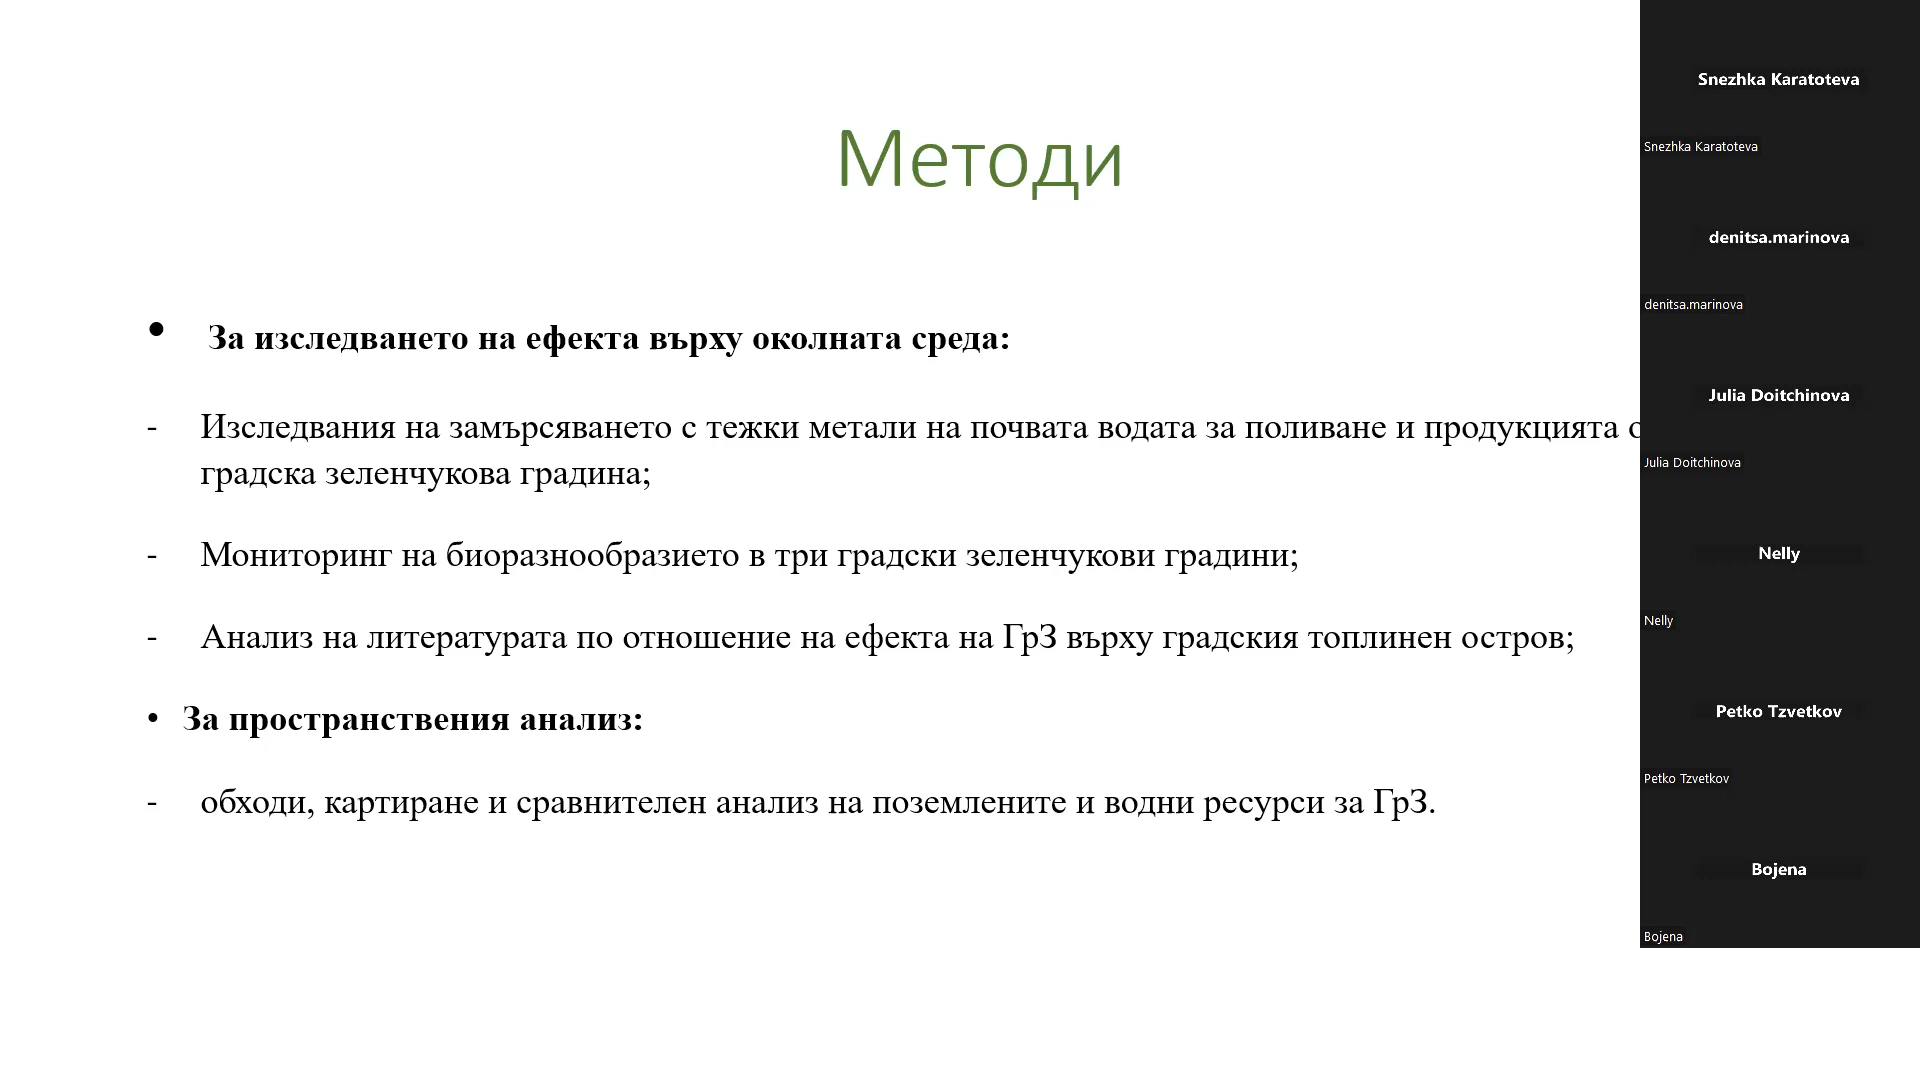 Методи
• За изследването на ефекта върху околната среда:
- Изследвания на замърсяването с тежки метали на почвата водата за поливане и продукцията
градска зеленчукова градина;
- Мониторинг на биоразнообразието в три градски зеленчукови градини;
- Анализ на литературата по отношение на ефекта на ГрЗ върху градския топлинен остров;
• За пространствения анализ:
- обходи, картиране и сравнителен анализ на поземлените и водни ресурси за ГрЗ.
Snezhka Karatoteva
Snezhka Karatoteva
denitsa.marinova
denitsa.marinova
Julia Doitchinova
Julia Doitchinova
Nelly
Nelly
Petko Tzvetkov
Petko Tzvetkov
Bojena
Bojena